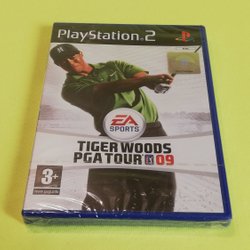 PlayStation 2
EA
SPORTS
TIGER WOODS
PGA TOUR 09
3+